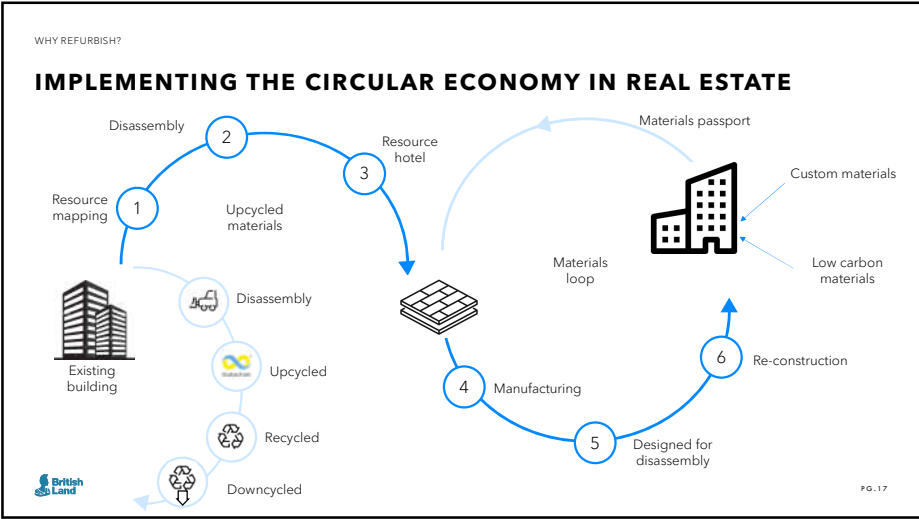 WHY REFURBISH?
IMPLEMENTING THE CIRCULAR ECONOMY IN REAL ESTATE
Disassembly
2
Resource
hotel
3
Resource
mapping
1
Upcycled
materials
Materials passport
Custom materials
Low carbon
materials
Materials
loop
Existing
building
Disassembly
Upcycled
Recycled
Downcycled
4
Manufacturing
5
Designed for
disassembly
6
Re-construction
British
Land
PG.17